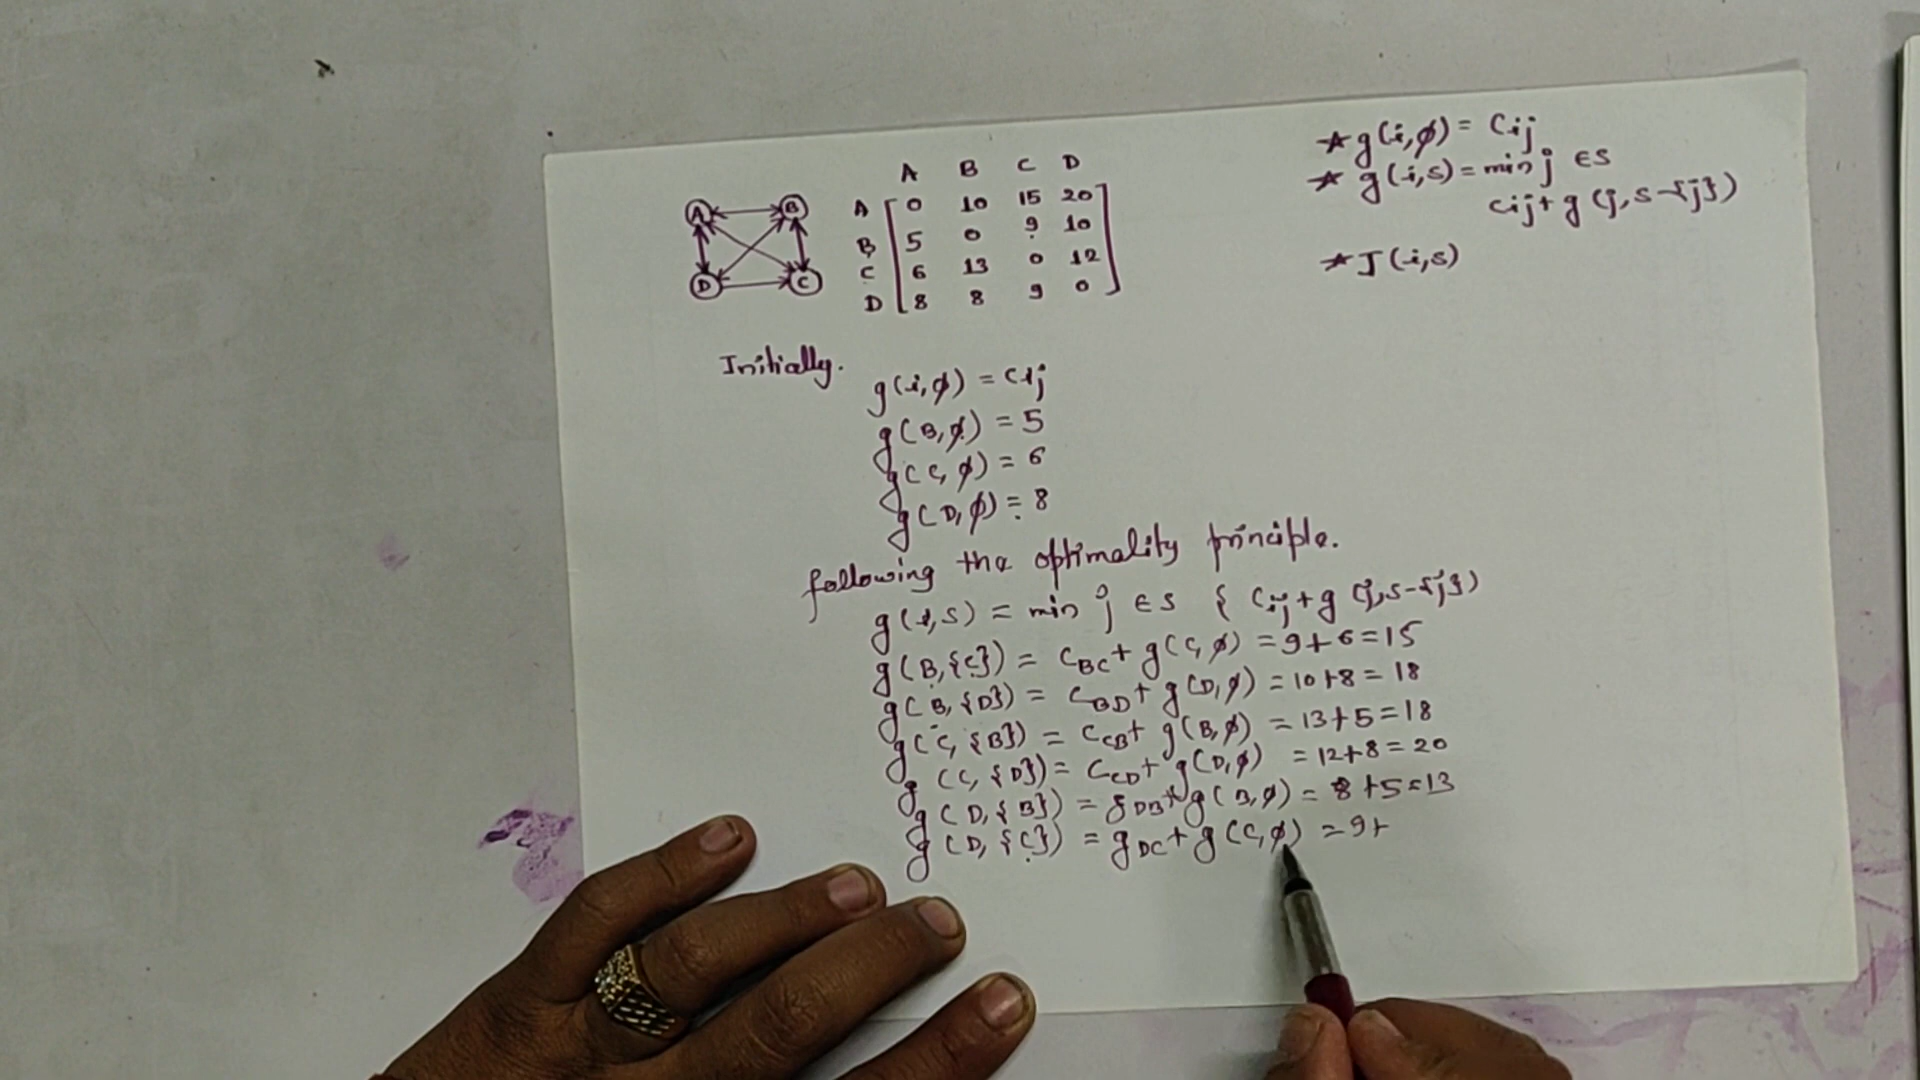 A B C D
A 0 10 15 20
B 5 0 9 10
C 6 13 0 12
D 8 8 9 0
A B
D C
* g(i,φ) = Cij
* g(i,s) = min j ∈ s
cij + g(j, s-{j})
* J(i,s)
Initially.
g(i,φ) = cij
g(B,φ) = 5
g(C,φ) = 6
g(D,φ) = 8
following the optimality principle.
g(i,s) = min j ∈ s { Cij + g(j,s-{j})
g(B,{C}) = CBC + g(C,φ) = 9+6=15
g(B,{D}) = CBD + g(D,φ) = 10+8=18
g(C,{B}) = CCB + g(B,φ) = 13+5=18
g(C,{D}) = CCD + g(D,φ) = 12+8=20
g(D,{B}) = gDB + g(B,φ) = 8+5=13
g(D,{C}) = gDC + g(C,φ) = 9+